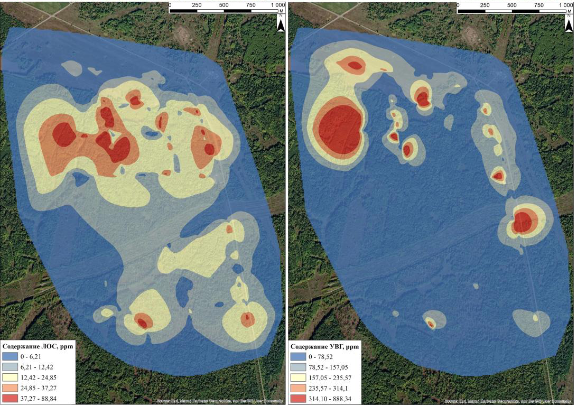 0 250 500 750 1 000
М
Содержание ЛОС, ppm
0 - 6,21
6,21 - 12,42
12,42 - 24,85
24,85 - 37,27
37,27 - 88,84
0 250 500 750 1 000
М
Содержание УВГ, ppm
0 - 78,52
78,52 - 157,05
157,05 - 235,57
235,57 - 314,1
314,10 - 888,34